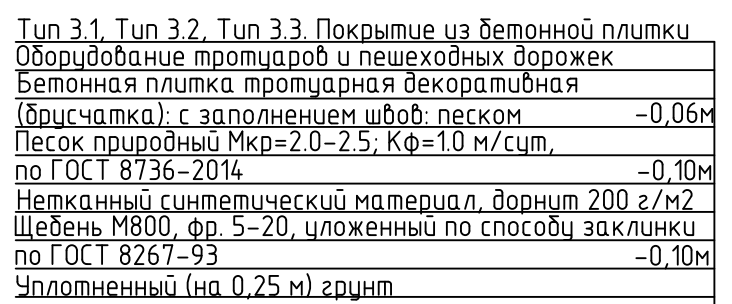 Тип 3.1, Тип 3.2, Тип 3.3. Покрытие из бетонной плитки
Оборудование тротуаров и пешеходных дорожек
Бетонная плитка тротуарная декоративная
(брусчатка): с заполнением швов: песком –0,06м
Песок природный Мкр=2.0–2.5; Кф=1.0 м/сут,
по ГОСТ 8736–2014 –0,10м
Нетканный синтетический материал, дорнит 200 г/м2
Щебень М800, фр. 5–20, уложенный по способу заклинки
по ГОСТ 8267–93 –0,10м
Уплотненный (на 0,25 м) грунт